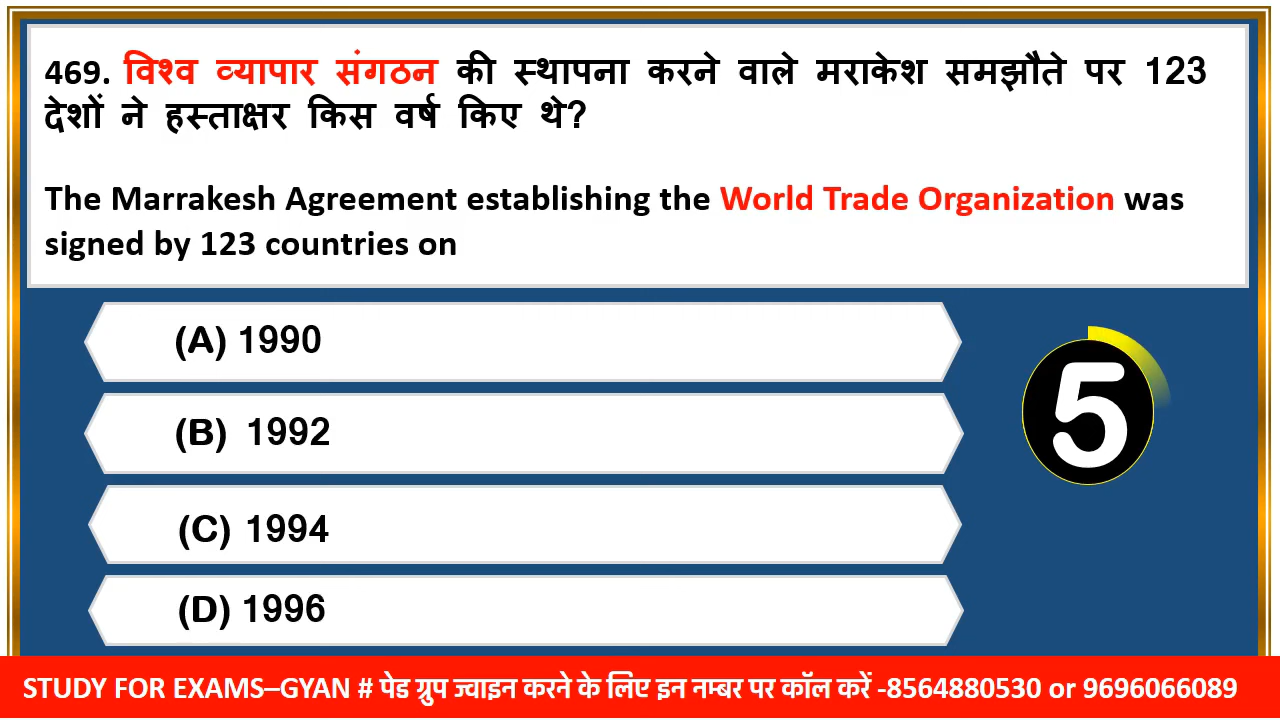 469. विश्व व्यापार संगठन की स्थापना करने वाले मराकेश समझौते पर 123
देशों ने हस्ताक्षर किस वर्ष किए थे?
The Marrakesh Agreement establishing the World Trade Organization was
signed by 123 countries on
(A) 1990
(B) 1992
5
(C) 1994
(D) 1996
STUDY FOR EXAMS–GYAN # पेड ग्रुप ज्वाइन करने के लिए इन नम्बर पर कॉल करें -8564880530 or 9696066089